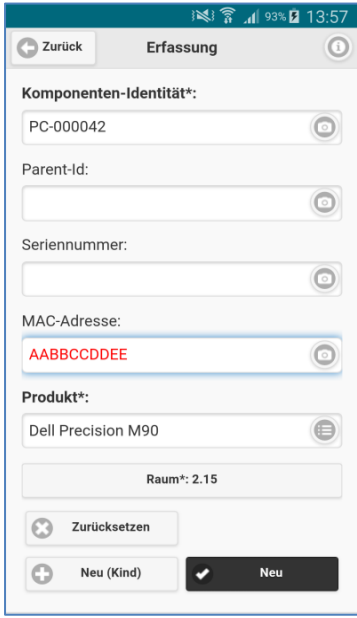 93% 13:57
Zurück Erfassung
Komponenten-Identität*:
PC-000042
Parent-Id:
Seriennummer:
MAC-Adresse:
AABBCCDDEE
Produkt*:
Dell Precision M90
Raum*: 2.15
Zurücksetzen
Neu (Kind) Neu